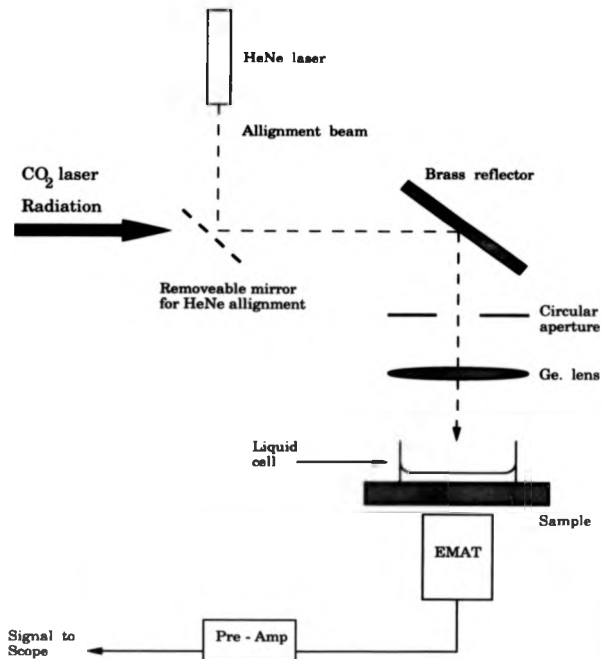 HeNe laser
Allignment beam
CO2 laser
Radiation
Brass reflector
Removeable mirror
for HeNe allignment
Circular
aperture
Ge. lens
Liquid
cell
Sample
EMAT
Pre - Amp
Signal to
Scope